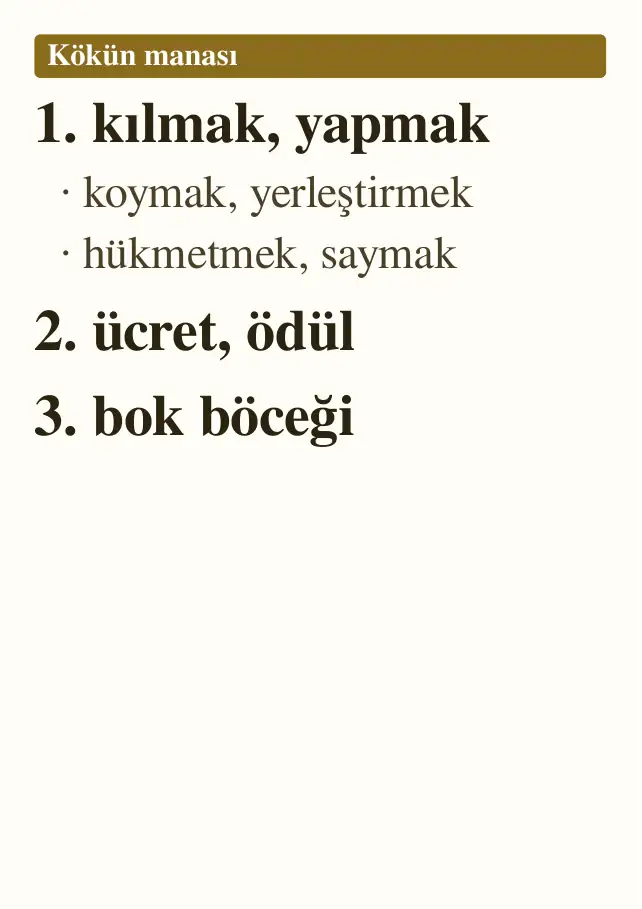 Kökün manası
1. kılmak, yapmak
· koymak, yerleştirmek
· hükmetmek, saymak
2. ücret, ödül
3. bok böceği